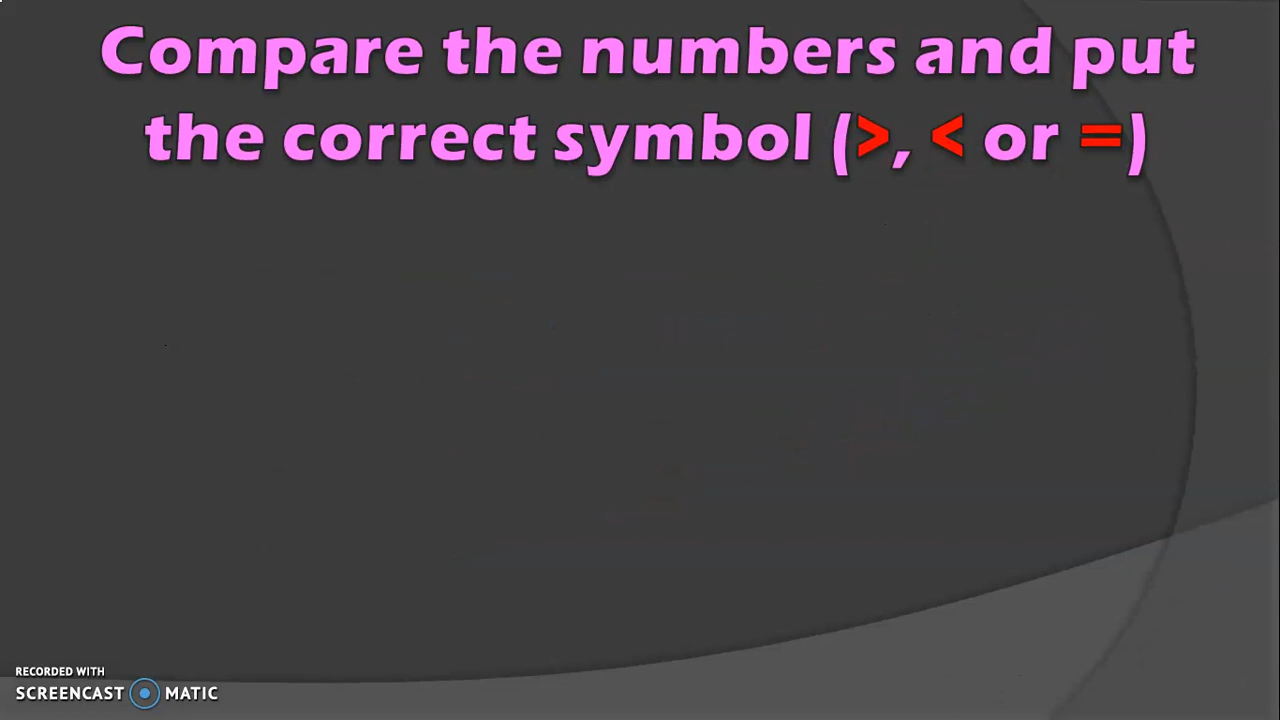 Compare the numbers and put
the correct symbol (>, < or =)
RECORDED WITH
SCREENCAST MATIC